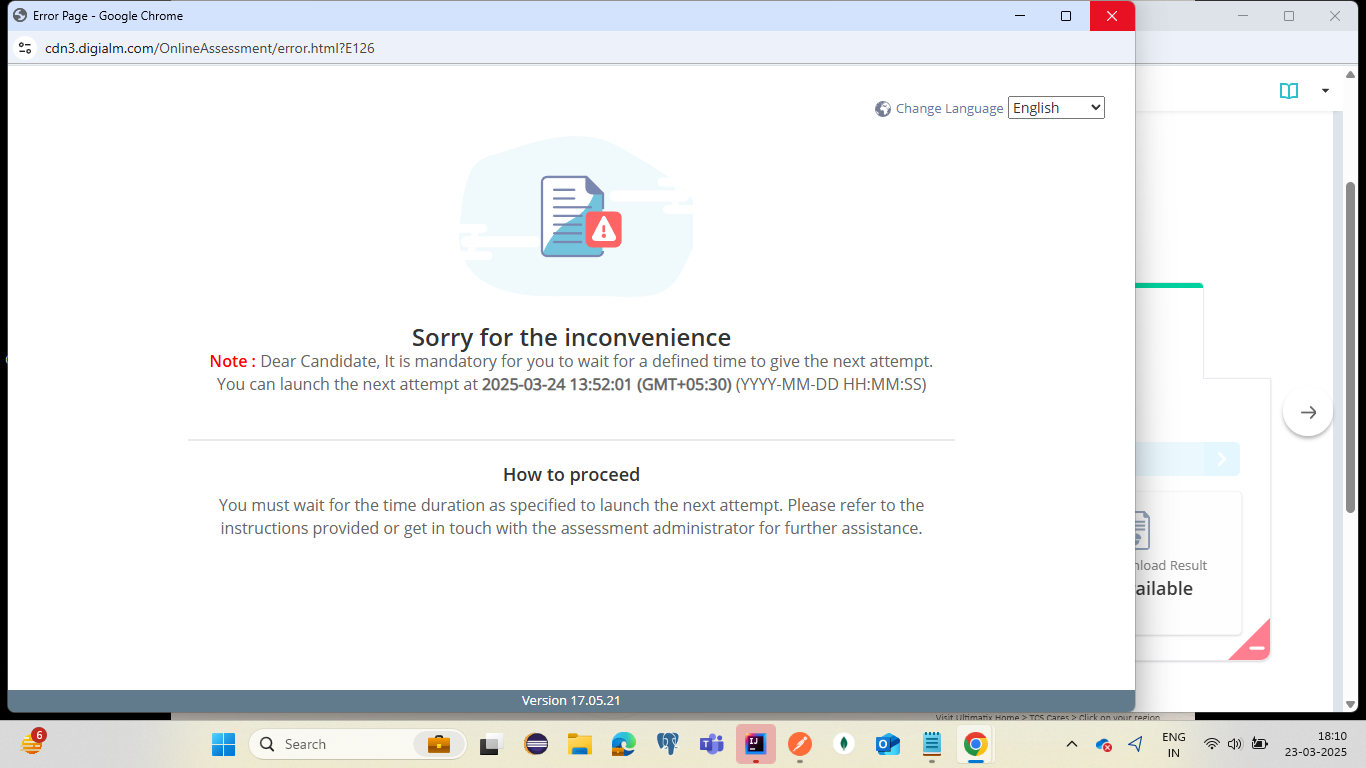 Error Page - Google Chrome
cdn3.digialm.com/OnlineAssessment/error.html?E126
Change Language English
Sorry for the inconvenience
Note : Dear Candidate, It is mandatory for you to wait for a defined time to give the next attempt.
You can launch the next attempt at 2025-03-24 13:52:01 (GMT+05:30) (YYYY-MM-DD HH:MM:SS)
How to proceed
You must wait for the time duration as specified to launch the next attempt. Please refer to the
instructions provided or get in touch with the assessment administrator for further assistance.
nload Result
ailable
Version 17.05.21
Visit Ultimatix Home > TCS Cares > Click on your region
6
Search
IJ
ENG
IN
18:10
23-03-2025